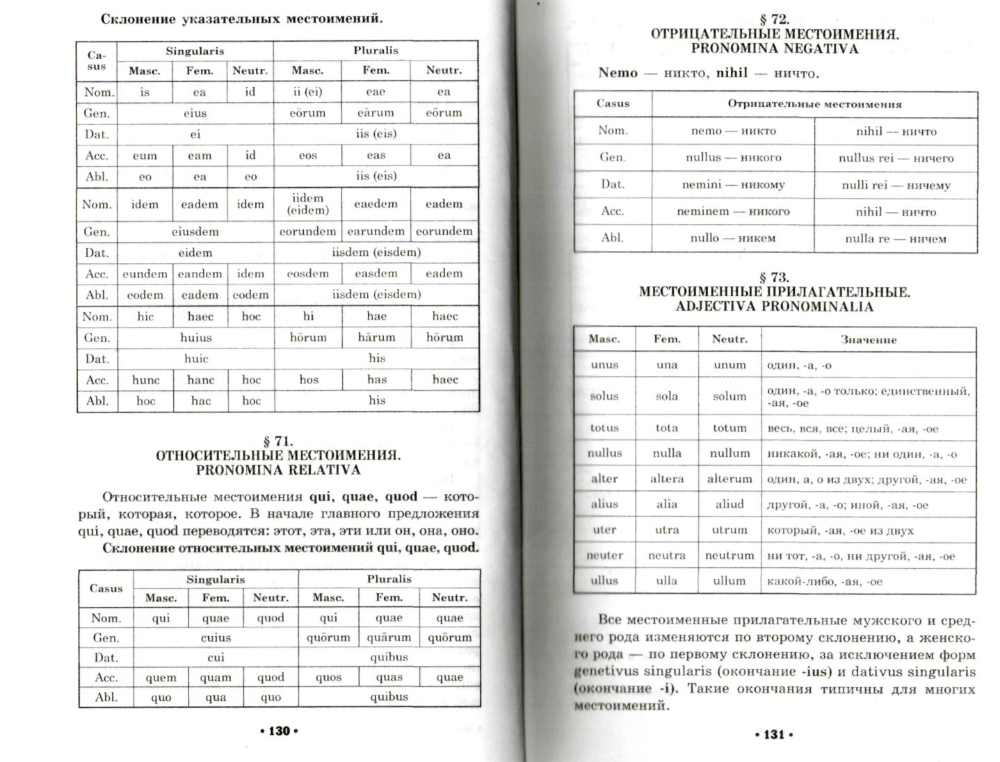 Склонение указательных местоимений.
Ca-sus Singularis Pluralis
Masc. Fem. Neutr. Masc. Fem. Neutr.
Nom. is ea id ii (ei) eae ea
Gen. eius eōrum eārum eōrum
Dat. ei iis (eis)
Acc. eum eam id eos eas ea
Abl. eo ea eo iis (eis)
Nom. idem eadem idem iidem (eidem) eaedem eadem
Gen. eiusdem eorundem earundem eorundem
Dat. eidem iisdem (eisdem)
Acc. eundem eandem idem eosdem easdem eadem
Abl. eodem eadem eodem iisdem (eisdem)
Nom. hic haec hoc hi hae haec
Gen. huius hōrum hārum hōrum
Dat. huic his
Acc. hunc hanc hoc hos has haec
Abl. hoc hac hoc his
§ 71.
ОТНОСИТЕЛЬНЫЕ МЕСТОИМЕНИЯ.
PRONOMINA RELATIVA
Относительные местоимения qui, quae, quod — кото-
рый, которая, которое. В начале главного предложения
qui, quae, quod переводятся: этот, эта, эти или он, она, оно.
Склонение относительных местоимений qui, quae, quod.
Casus Singularis Pluralis
Masc. Fem. Neutr. Masc. Fem. Neutr.
Nom. qui quae quod qui quae quae
Gen. cuius quōrum quārum quōrum
Dat. cui quibus
Acc. quem quam quod quos quas quae
Abl. quo qua quo quibus
• 130 •
§ 72.
ОТРИЦАТЕЛЬНЫЕ МЕСТОИМЕНИЯ.
PRONOMINA NEGATIVA
Nemo — никто, nihil — ничто.
Casus Отрицательные местоимения
Nom. nemo — никто nihil — ничто
Gen. nullus — никого nullus rei — ничего
Dat. nemini — никому nulli rei — ничему
Acc. neminem — никого nihil — ничто
Abl. nullo — никем nulla re — ничем
§ 73.
МЕСТОИМЕННЫЕ ПРИЛАГАТЕЛЬНЫЕ.
ADJECTIVA PRONOMINALIA
Masc. Fem. Neutr. Значение
unus una unum один, -а, -о
solus sola solum один, -а, -о только; единственный,
-ая, -ое
totus tota totum весь, вся, все; целый, -ая, -ое
nullus nulla nullum никакой, -ая, -ое; ни один, -а, -о
alter altera alterum один, а, о из двух; другой, -ая, -ое
alius alia aliud другой, -а, -о; иной, -ая, -ое
uter utra utrum который, -ая, -ое из двух
neuter neutra neutrum ни тот, -а, -о, ни другой, -ая, -ое
ullus ulla ullum какой-либо, -ая, -ое
Все местоименные прилагательные мужского и сред-
него рода изменяются по второму склонению, а женско-
го рода — по первому склонению, за исключением форм
genetivus singularis (окончание -ius) и dativus singularis
(окончание -i). Такие окончания типичны для многих
местоимений.
• 131 •